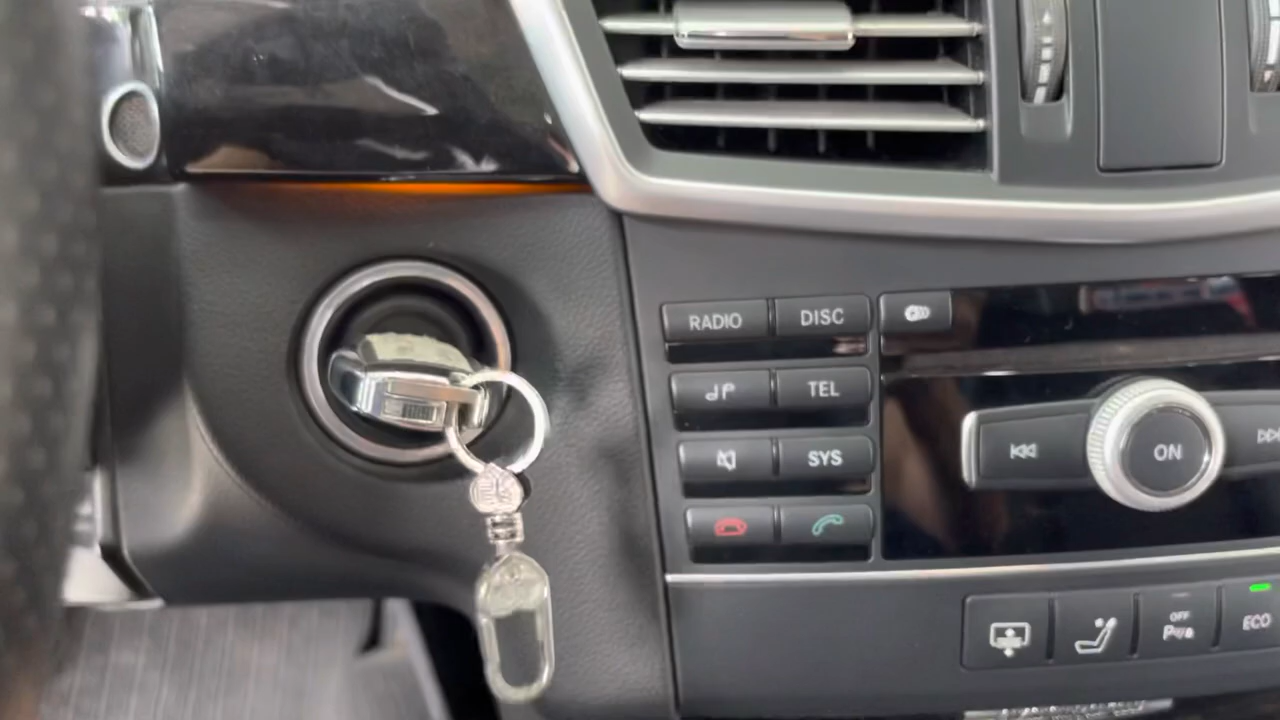 RADIO DISC
TEL
SYS
ON
OFF
ECO